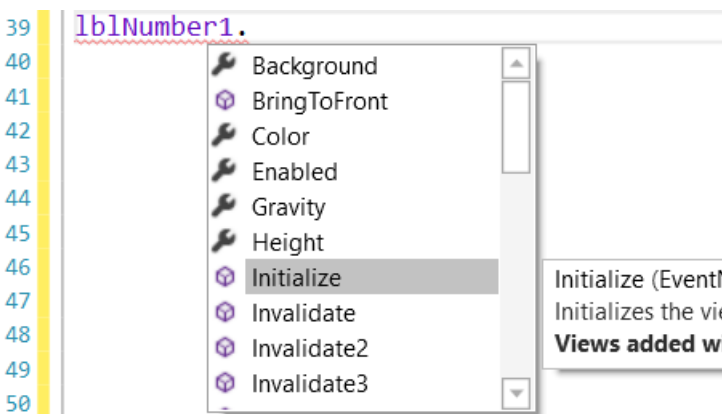 39 lblNumber1.
40 Background
41 BringToFront
42 Color
43 Enabled
44 Gravity
45 Height
46 Initialize
47 Invalidate
48 Invalidate2
49 Invalidate3
50
Initialize (Event
Initializes the vie
Views added wi